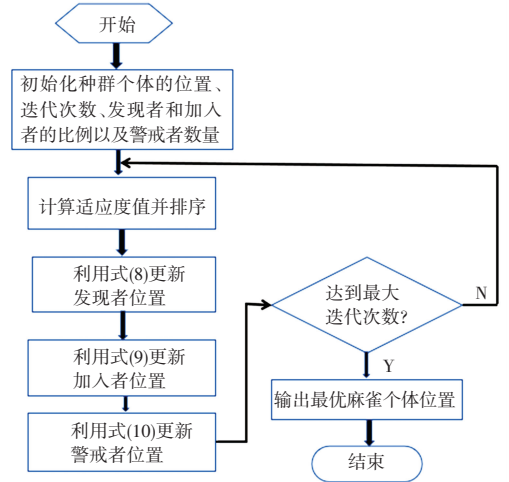 开始
初始化种群个体的位置、
迭代次数、发现者和加入
者的比例以及警戒者数量
计算适应度值并排序
利用式(8)更新
发现者位置
利用式(9)更新
加入者位置
利用式(10)更新
警戒者位置
达到最大
迭代次数?
N
Y
输出最优麻雀个体位置
结束